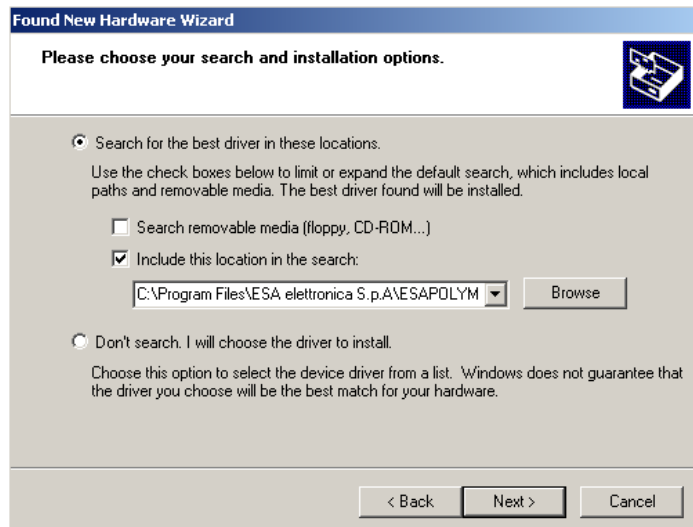 Found New Hardware Wizard
Please choose your search and installation options.
Search for the best driver in these locations.
Use the check boxes below to limit or expand the default search, which includes local
paths and removable media. The best driver found will be installed.
Search removable media (floppy, CD-ROM...)
Include this location in the search:
C:\Program Files\ESA elettronica S.p.A\ESAPOLYM
Browse
Don't search. I will choose the driver to install.
Choose this option to select the device driver from a list. Windows does not guarantee that
the driver you choose will be the best match for your hardware.
< Back
Next >
Cancel